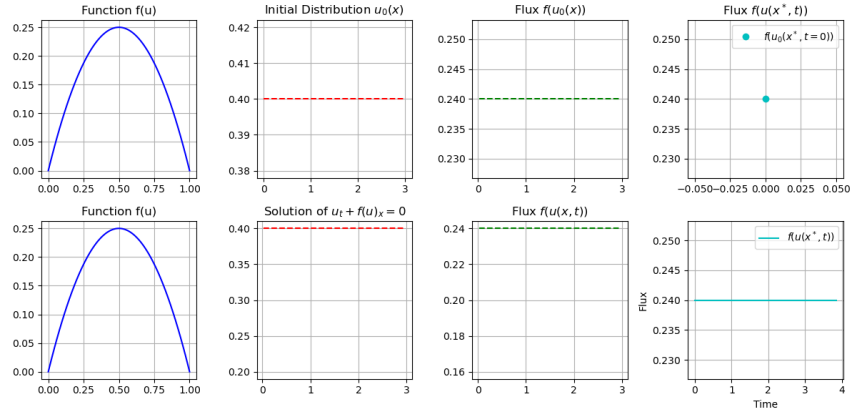 Function f(u)
Initial Distribution u₀(x)
Flux f(u₀(x))
Flux f(u(x*, t))
0.25
0.20
0.15
0.10
0.05
0.00
0.00 0.25 0.50 0.75 1.00
0.42
0.41
0.40
0.39
0.38
0 1 2 3
0.250
0.245
0.240
0.235
0.230
0 1 2 3
0.250
0.245
0.240
0.235
0.230
f(u₀(x*, t = 0))
−0.050 −0.025 0.000 0.025 0.050
Function f(u)
Solution of uₜ + f(u)ₓ = 0
Flux f(u(x, t))
0.25
0.20
0.15
0.10
0.05
0.00
0.00 0.25 0.50 0.75 1.00
0.40
0.35
0.30
0.25
0.20
0 1 2 3
0.24
0.22
0.20
0.18
0.16
0 1 2 3
Flux
0.250
0.245
0.240
0.235
0.230
f(u(x*, t))
0 1 2 3 4
Time